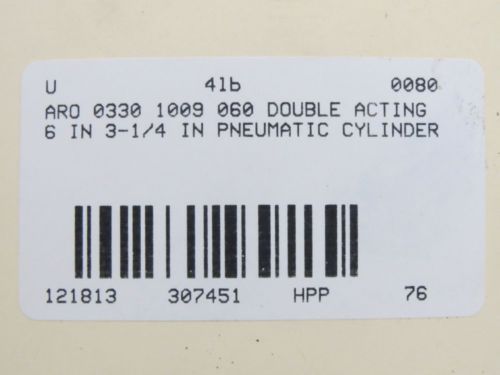 U 41b 0080
ARO 0330 1009 060 DOUBLE ACTING
6 IN 3-1/4 IN PNEUMATIC CYLINDER
121813 307451 HPP 76